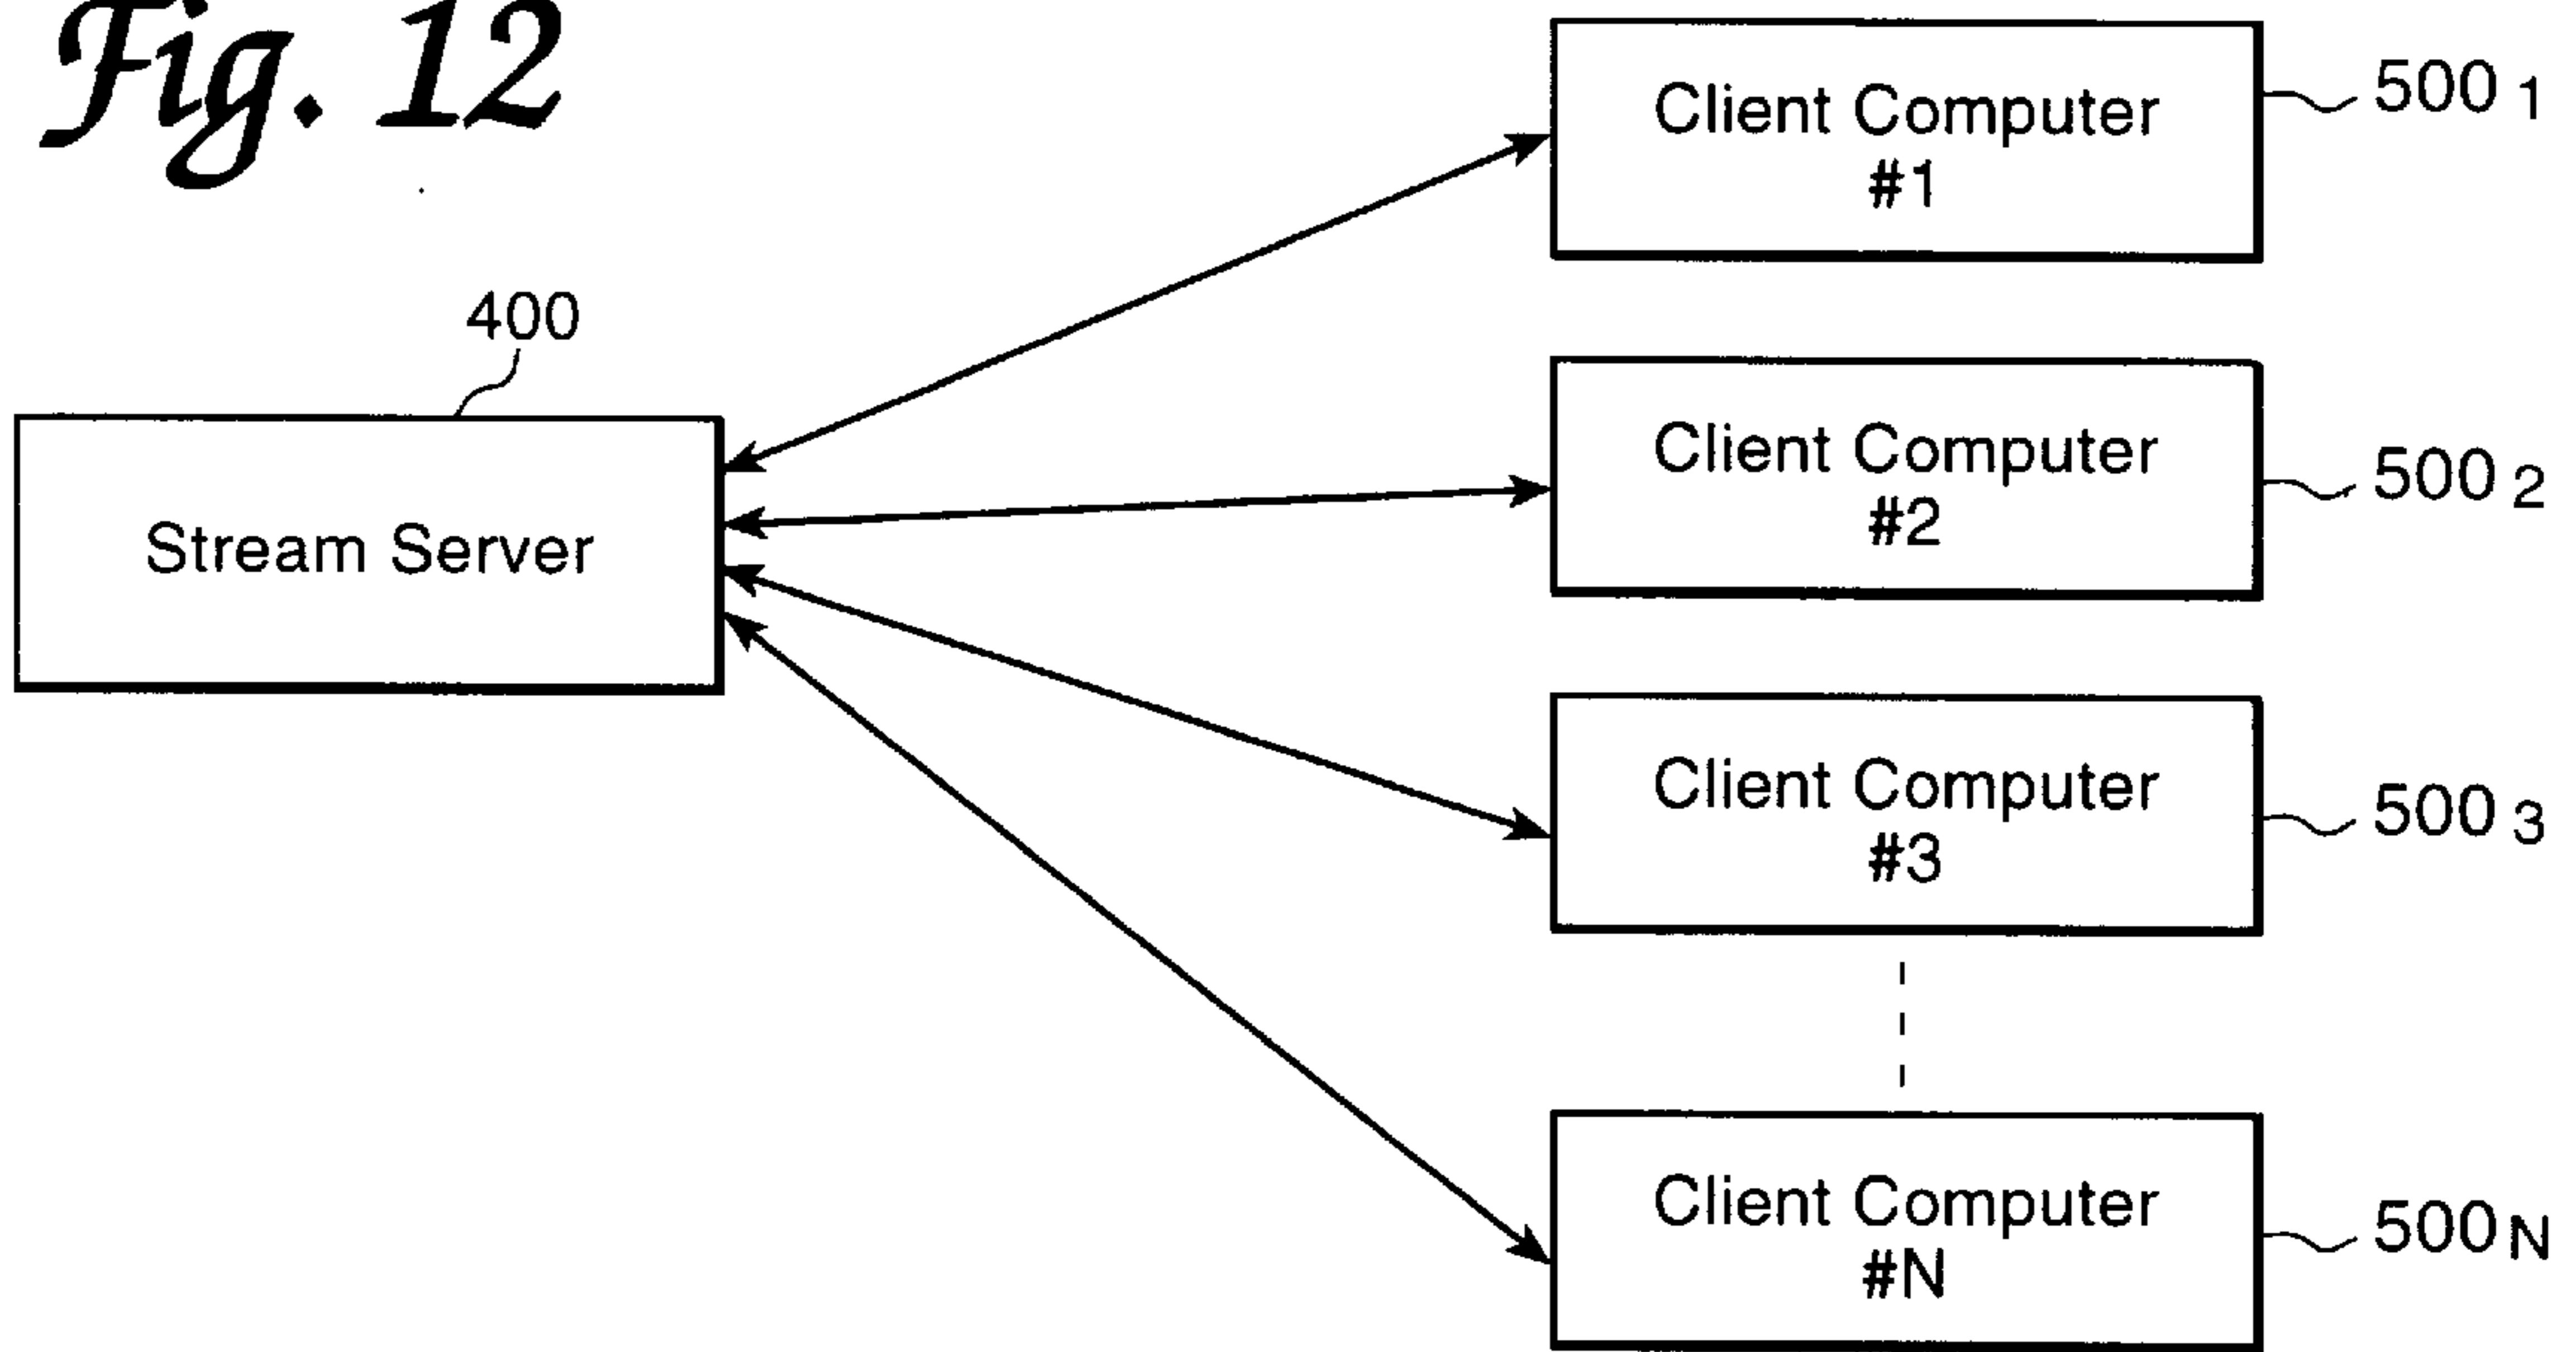 Fig. 12
Client Computer
#1
500 1
400
Client Computer
#2
500 2
Stream Server
Client Computer
#3
500 3
Client Computer
#N
500 N